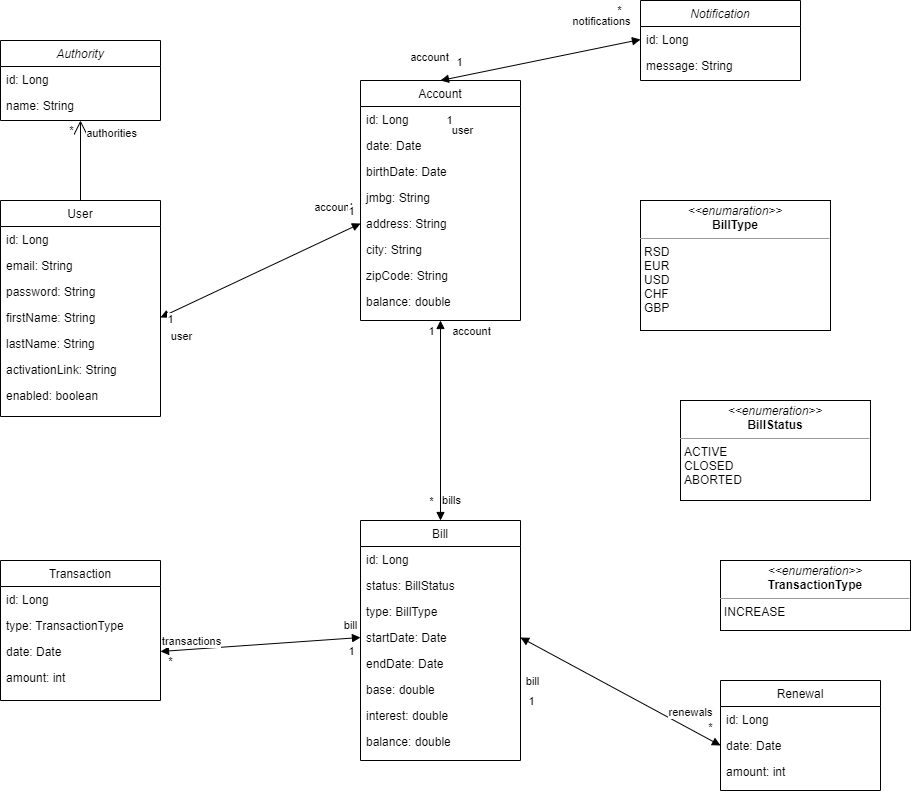 *
notifications
Notification
id: Long
message: String
account
1
Authority
id: Long
name: String
*
authorities
Account
id: Long
date: Date
birthDate: Date
jmbg: String
address: String
city: String
zipCode: String
balance: double
1
user
User
id: Long
email: String
password: String
firstName: String
lastName: String
activationLink: String
enabled: boolean
account
1
1
user
<<enumaration>>
BillType
RSD
EUR
USD
CHF
GBP
1
account
<<enumeration>>
BillStatus
ACTIVE
CLOSED
ABORTED
*
bills
Bill
id: Long
status: BillStatus
type: BillType
startDate: Date
endDate: Date
base: double
interest: double
balance: double
Transaction
id: Long
type: TransactionType
date: Date
amount: int
transactions
*
bill
1
<<enumeration>>
TransactionType
INCREASE
bill
1
renewals
*
Renewal
id: Long
date: Date
amount: int